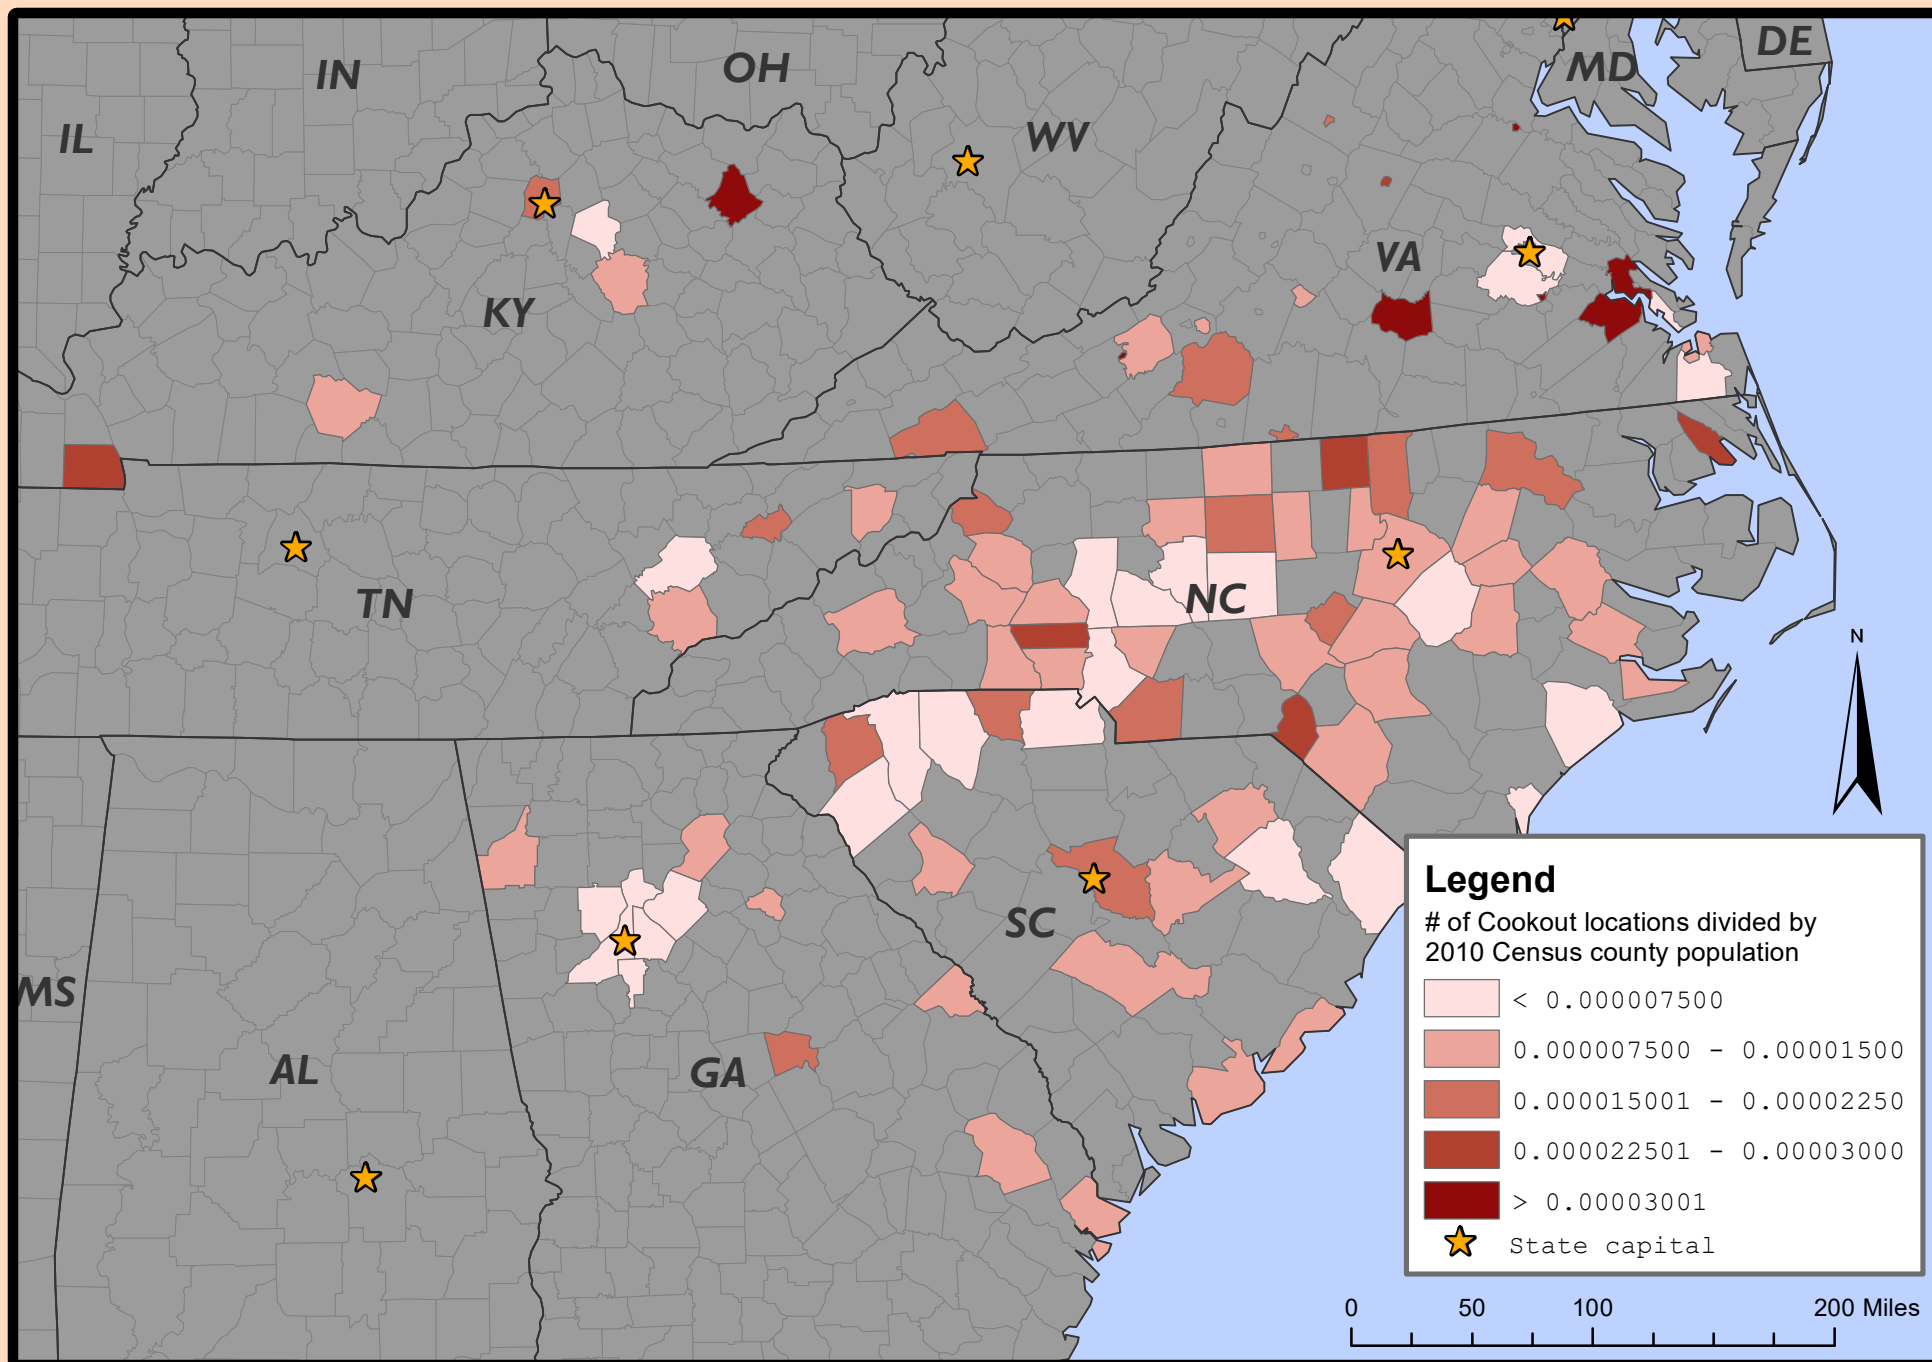 IN
OH
MD
DE
IL
WV
VA
KY
TN
NC
N
SC
MS
AL
GA
Legend
# of Cookout locations divided by
2010 Census county population
< 0.000007500
0.000007500 - 0.00001500
0.000015001 - 0.00002250
0.000022501 - 0.00003000
> 0.00003001
State capital
0 50 100 200 Miles